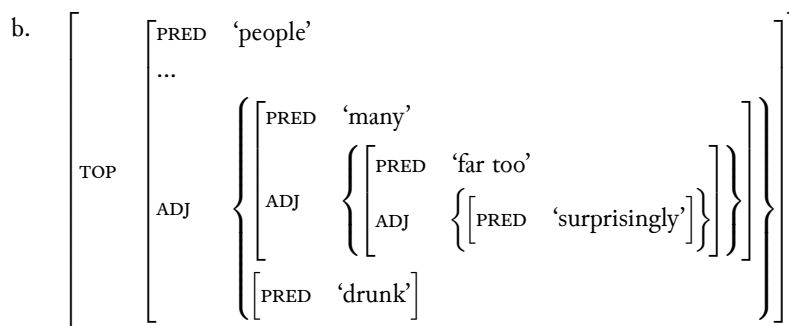 b.
PRED ‘people’
...
PRED ‘many’
PRED ‘far too’
TOP
ADJ
ADJ
ADJ
PRED ‘surprisingly’
PRED ‘drunk’